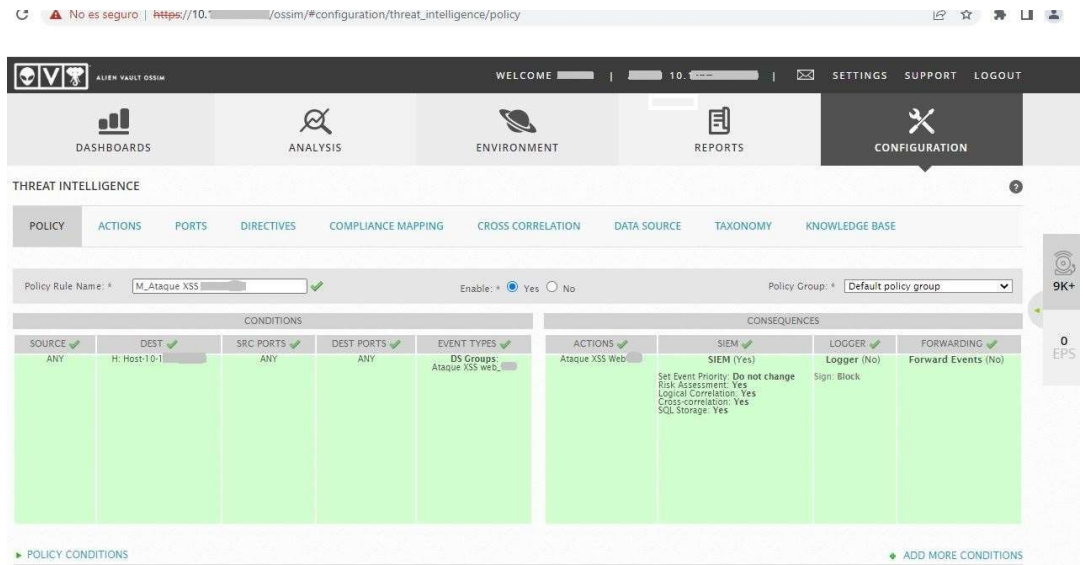 No es seguro | https://10. /ossim/#configuration/threat_intelligence/policy
ALIEN VAULT OSSIM
WELCOME | 10. | SETTINGS SUPPORT LOGOUT
DASHBOARDS ANALYSIS ENVIRONMENT REPORTS CONFIGURATION
THREAT INTELLIGENCE
POLICY ACTIONS PORTS DIRECTIVES COMPLIANCE MAPPING CROSS CORRELATION DATA SOURCE TAXONOMY KNOWLEDGE BASE
Policy Rule Name: * M_Ataque XSS Enable: * Yes No Policy Group: * Default policy group
9K+
CONDITIONS CONSEQUENCES
SOURCE DEST SRC PORTS DEST PORTS EVENT TYPES ACTIONS SIEM LOGGER FORWARDING
0
EPS
ANY H: Host-10-1 ANY ANY DS Groups: Ataque XSS Web SIEM (Yes) Logger (No) Forward Events (No)
Ataque XSS web_
Set Event Priority: Do not change Sign: Block
Risk Assessment: Yes
Logical Correlation: Yes
Cross-correlation: Yes
SQL Storage: Yes
POLICY CONDITIONS ADD MORE CONDITIONS